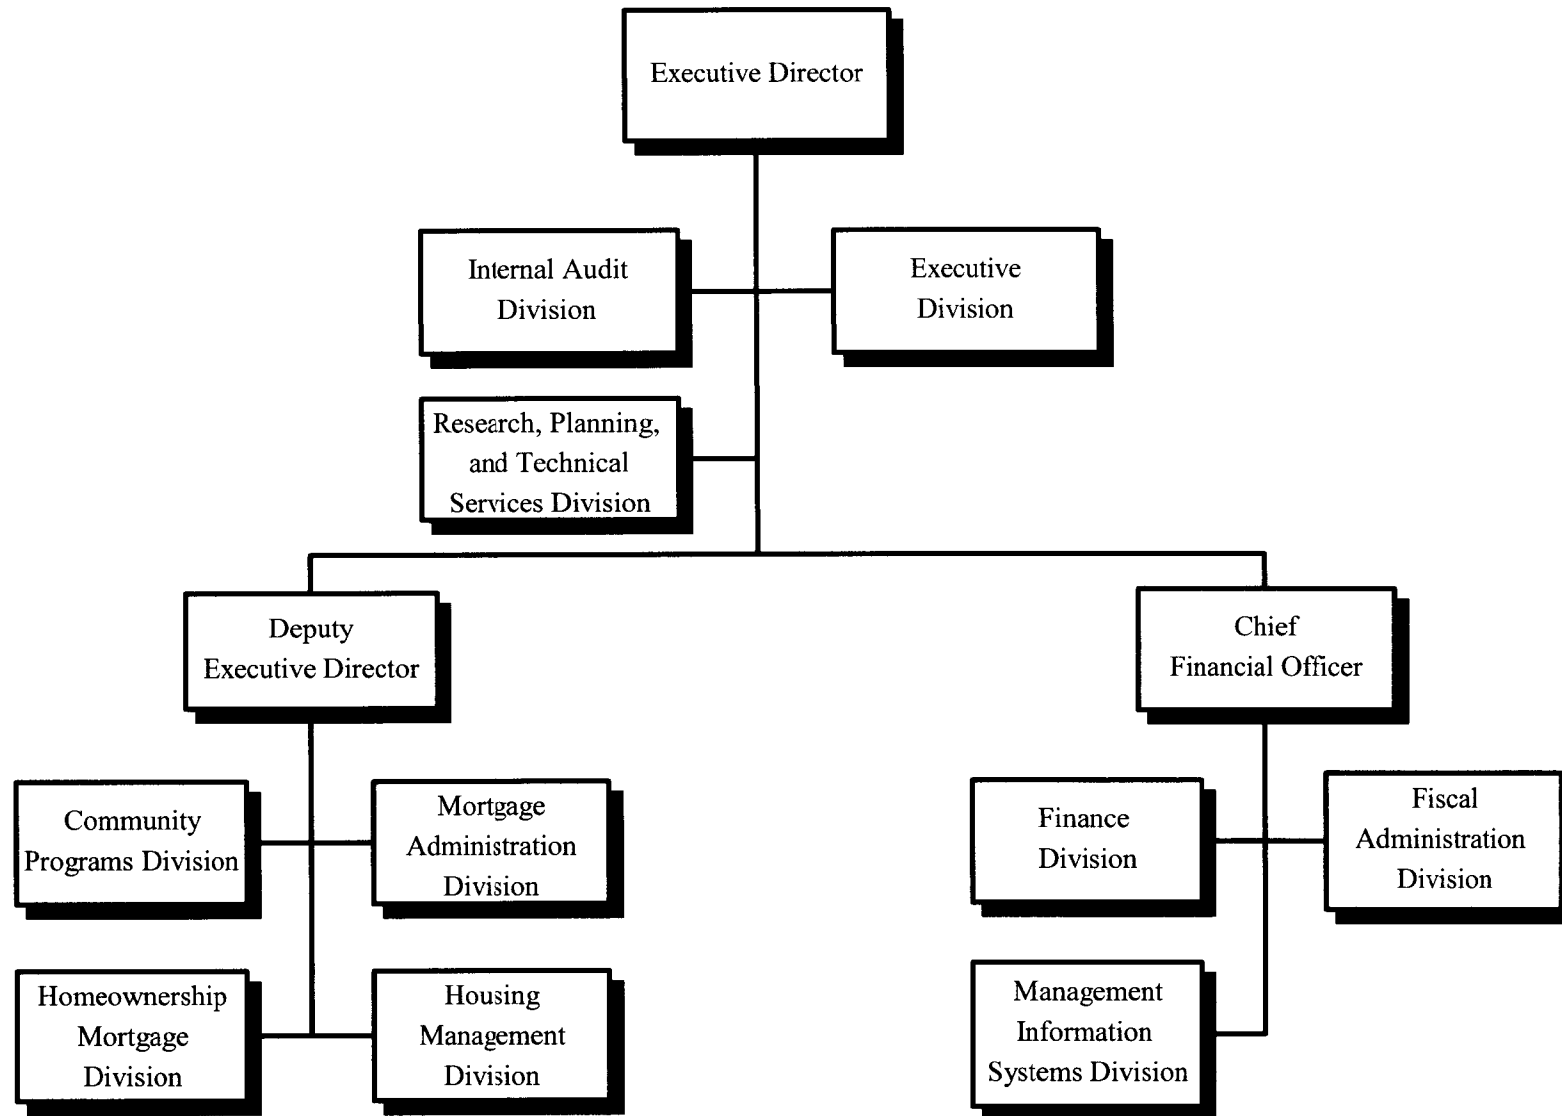 Executive Director
Internal Audit
Division
Executive
Division
Research, Planning,
and Technical
Services Division
Deputy
Executive Director
Chief
Financial Officer
Community
Programs Division
Mortgage
Administration
Division
Finance
Division
Fiscal
Administration
Division
Homeownership
Mortgage
Division
Housing
Management
Division
Management
Information
Systems Division